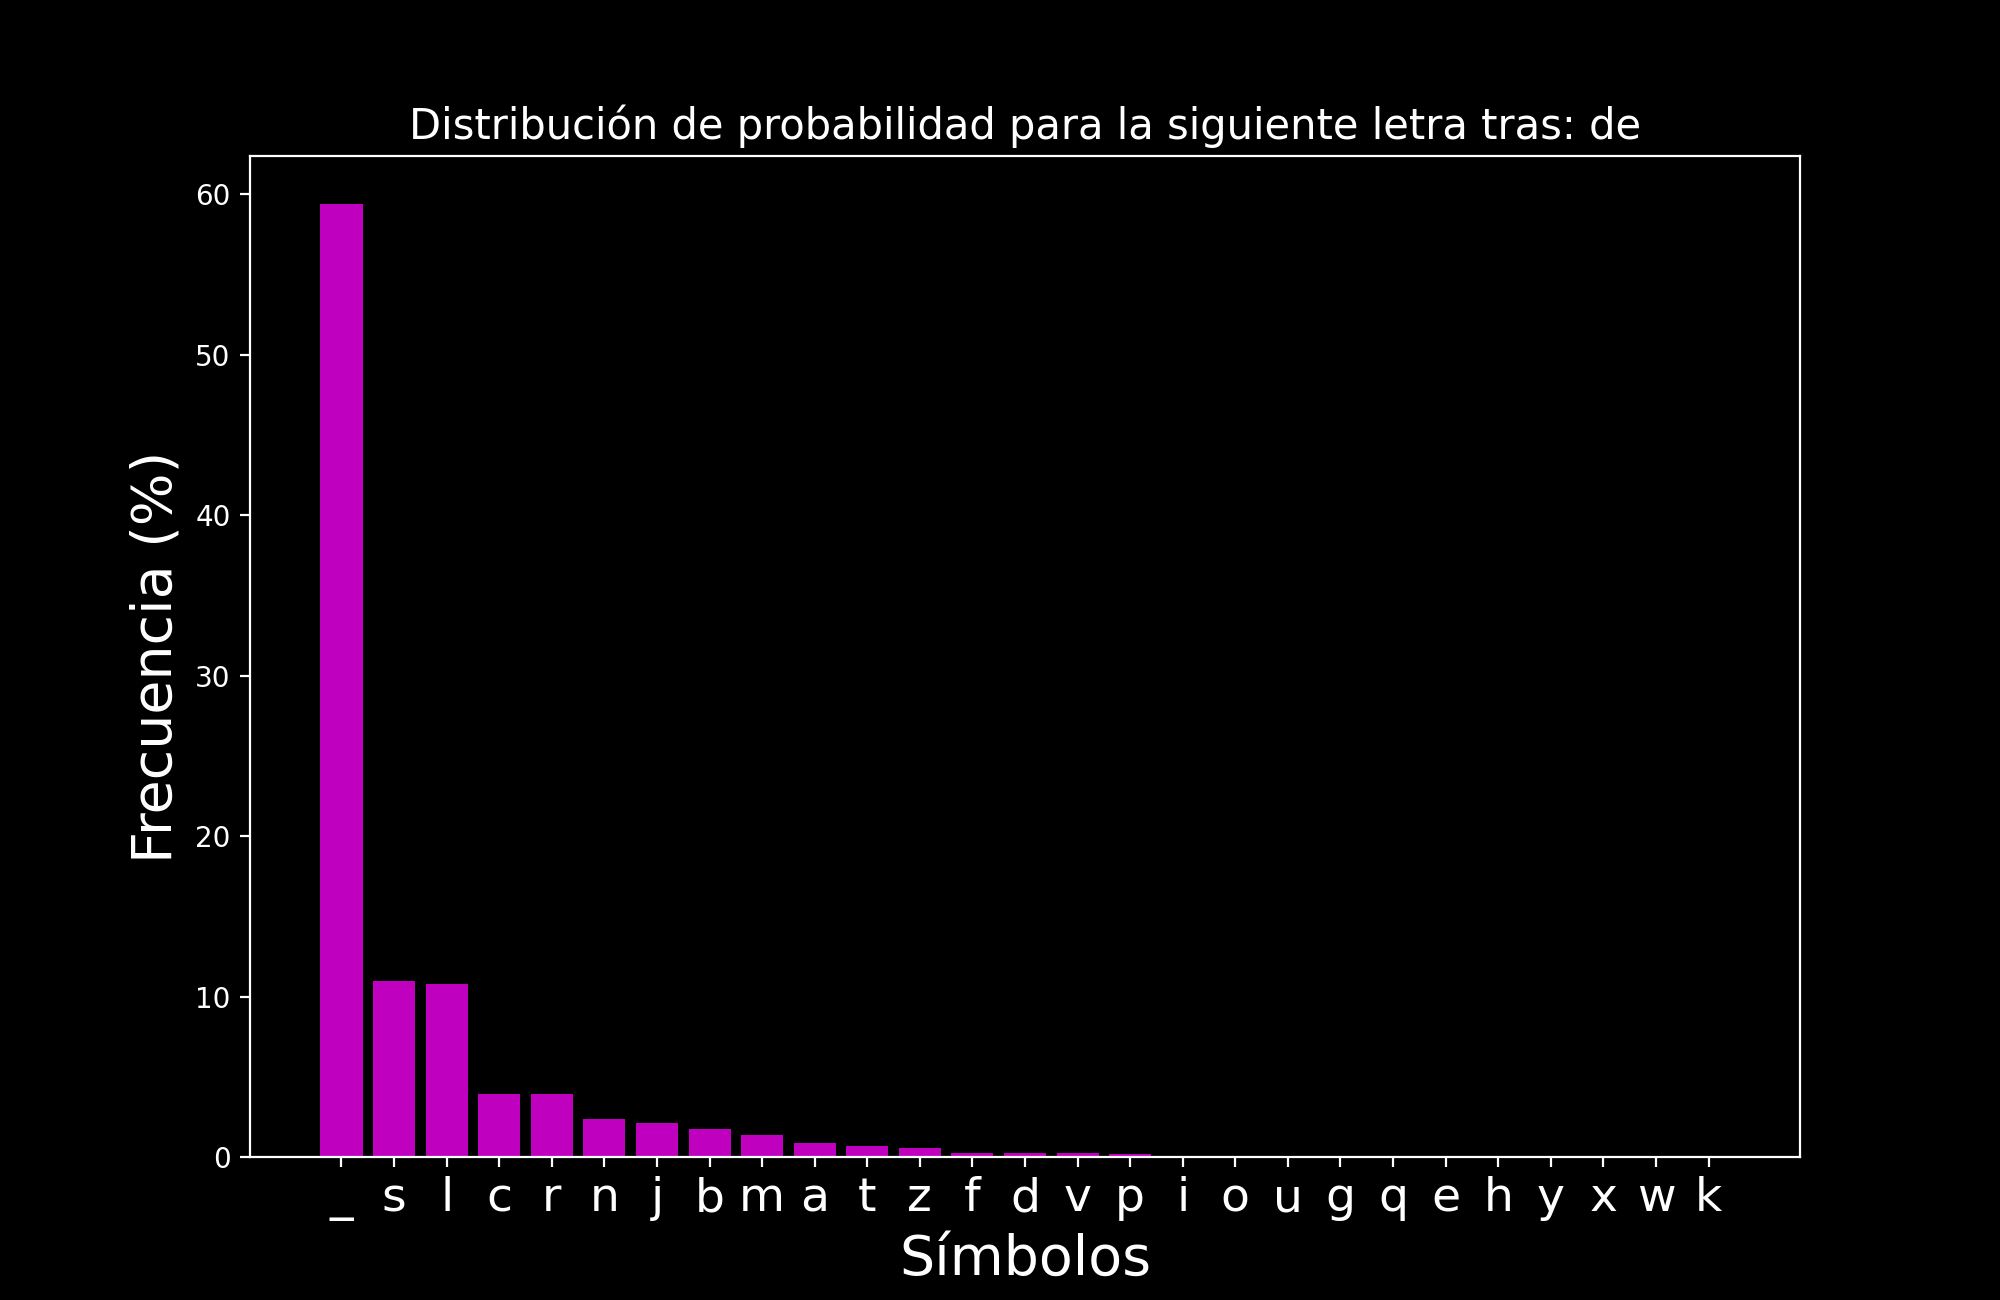 Distribución de probabilidad para la siguiente letra tras: de
Frecuencia (%)
60
50
40
30
20
10
0
_ s l c r n j b m a t z f d v p i o u g q e h y x w k
Símbolos